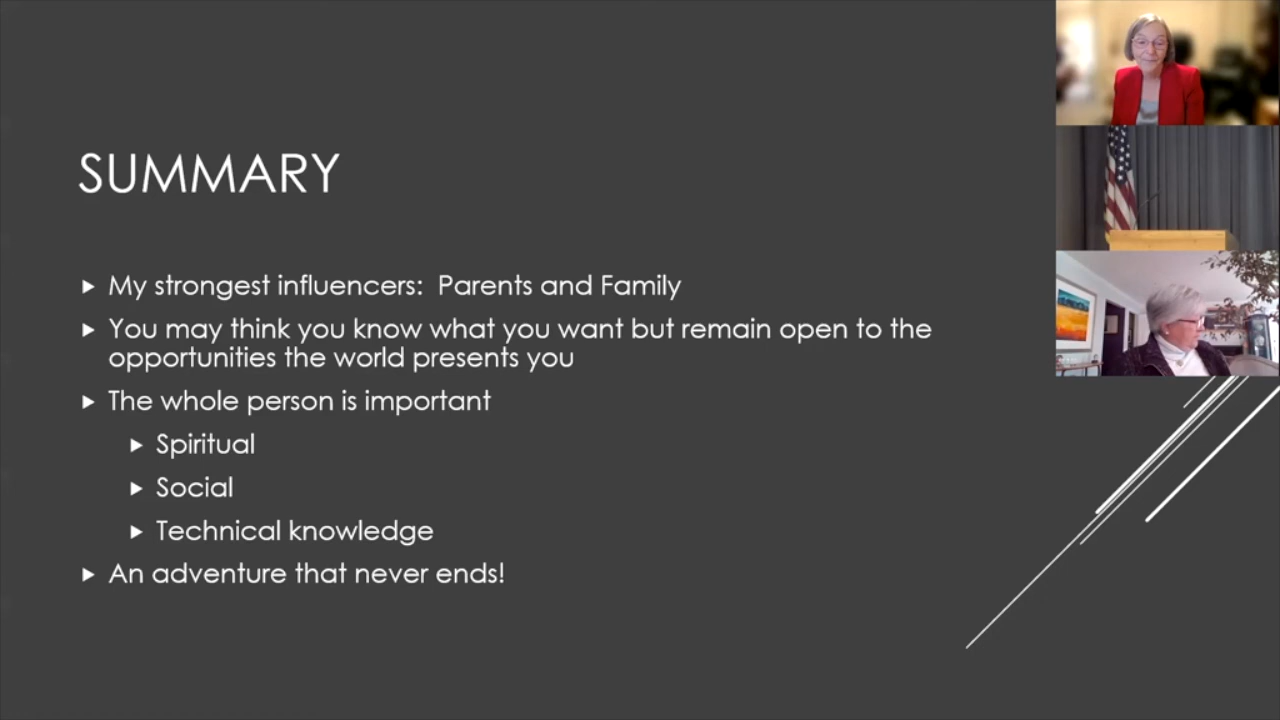 SUMMARY
My strongest influencers:  Parents and Family
You may think you know what you want but remain open to the
opportunities the world presents you
The whole person is important
Spiritual
Social
Technical knowledge
An adventure that never ends!